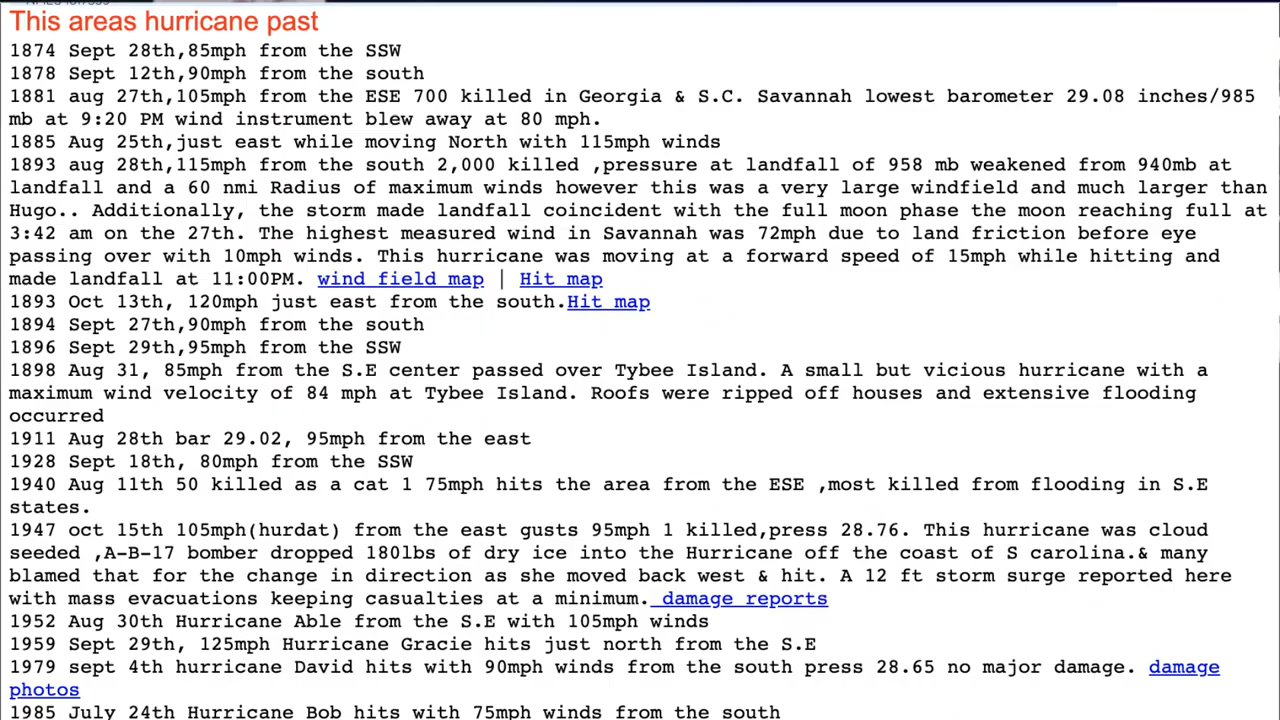 This areas hurricane past
1874 Sept 28th,85mph from the SSW
1878 Sept 12th,90mph from the south
1881 aug 27th,105mph from the ESE 700 killed in Georgia & S.C. Savannah lowest barometer 29.08 inches/985
mb at 9:20 PM wind instrument blew away at 80 mph.
1885 Aug 25th,just east while moving North with 115mph winds
1893 aug 28th,115mph from the south 2,000 killed ,pressure at landfall of 958 mb weakened from 940mb at
landfall and a 60 nmi Radius of maximum winds however this was a very large windfield and much larger than
Hugo.. Additionally, the storm made landfall coincident with the full moon phase the moon reaching full at
3:42 am on the 27th. The highest measured wind in Savannah was 72mph due to land friction before eye
passing over with 10mph winds. This hurricane was moving at a forward speed of 15mph while hitting and
made landfall at 11:00PM. wind field map | Hit map
1893 Oct 13th, 120mph just east from the south.Hit map
1894 Sept 27th,90mph from the south
1896 Sept 29th,95mph from the SSW
1898 Aug 31, 85mph from the S.E center passed over Tybee Island. A small but vicious hurricane with a
maximum wind velocity of 84 mph at Tybee Island. Roofs were ripped off houses and extensive flooding
occurred
1911 Aug 28th bar 29.02, 95mph from the east
1928 Sept 18th, 80mph from the SSW
1940 Aug 11th 50 killed as a cat 1 75mph hits the area from the ESE ,most killed from flooding in S.E
states.
1947 oct 15th 105mph(hurdat) from the east gusts 95mph 1 killed,press 28.76. This hurricane was cloud
seeded ,A-B-17 bomber dropped 180lbs of dry ice into the Hurricane off the coast of S carolina.& many
blamed that for the change in direction as she moved back west & hit. A 12 ft storm surge reported here
with mass evacuations keeping casualties at a minimum. damage reports
1952 Aug 30th Hurricane Able from the S.E with 105mph winds
1959 Sept 29th, 125mph Hurricane Gracie hits just north from the S.E
1979 sept 4th hurricane David hits with 90mph winds from the south press 28.65 no major damage. damage
photos
1985 July 24th Hurricane Bob hits with 75mph winds from the south